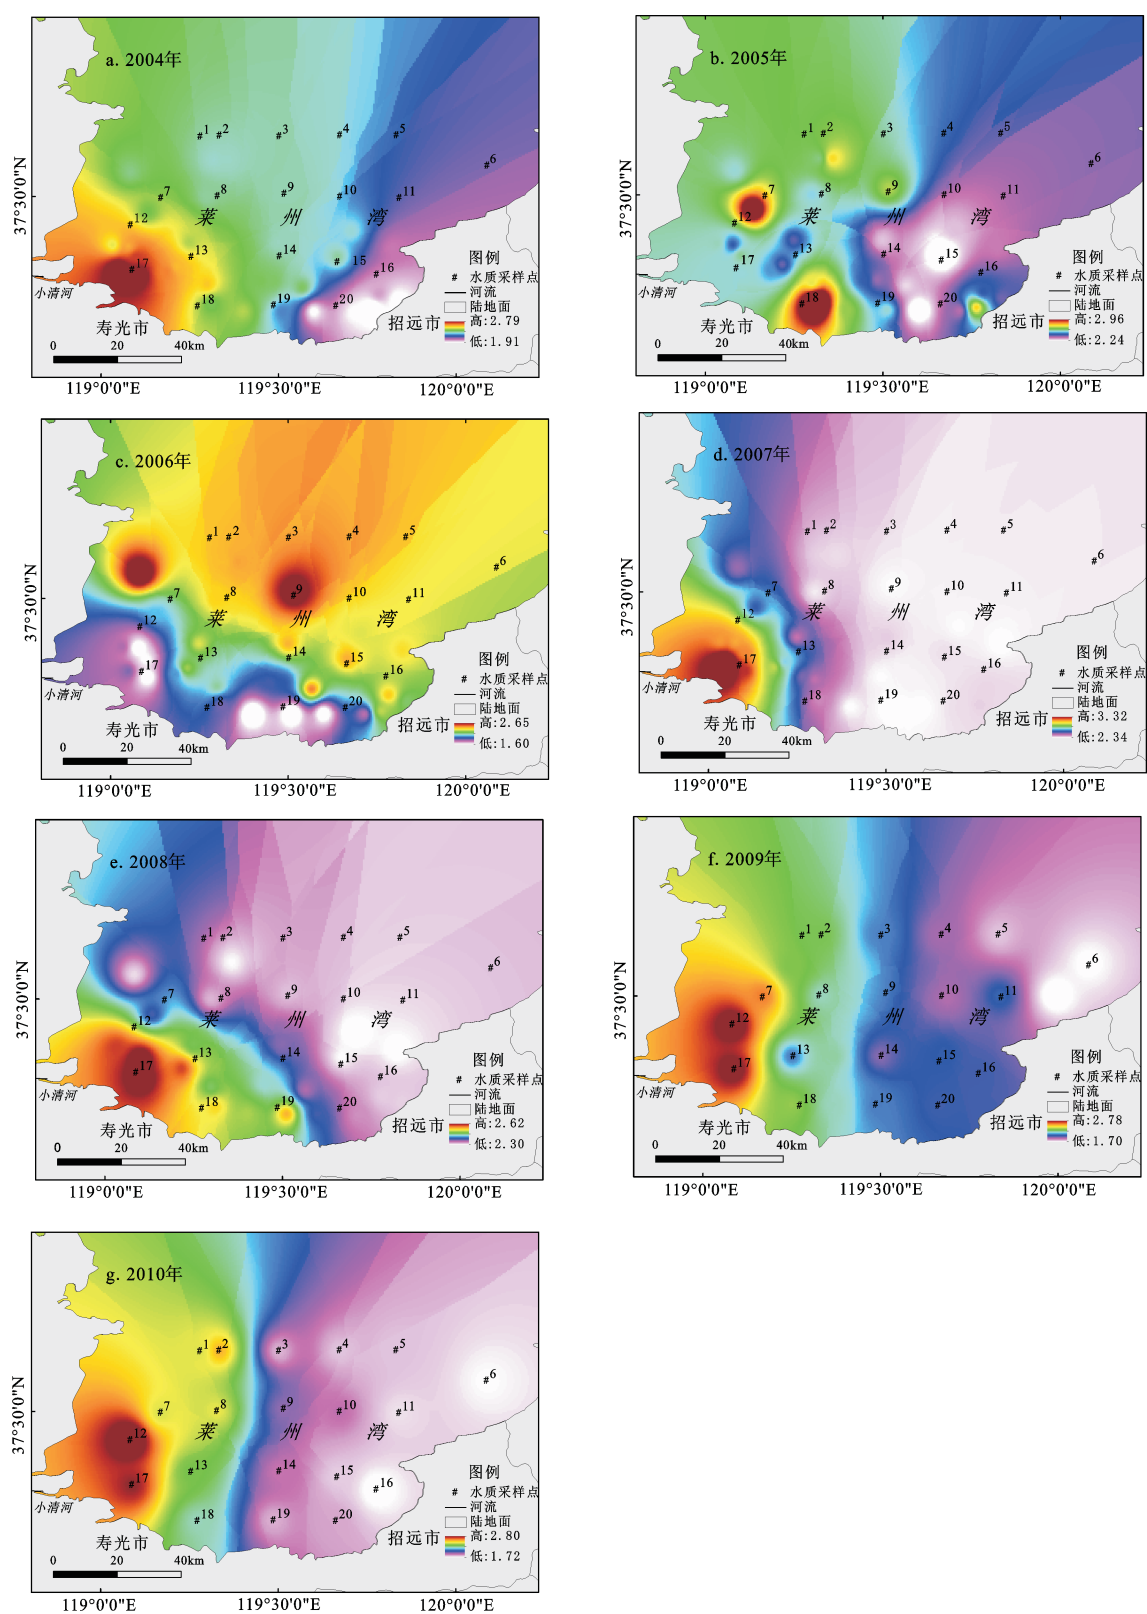 a. 2004年
1 2 3 4 5
6
7 8 9 10 11
莱 州 湾
12
13 14 15 16
17
18 19 20
小清河
寿光市
招远市
图例
# 水质采样点
河流
陆地面
高:2.79
低:1.91
0 20 40km
37°30'0"N
119°0'0"E 119°30'0"E 120°0'0"E
b. 2005年
1 2 3 4 5
6
7 8 9 10 11
莱 州 湾
12
13 14 15 16
17
18 19 20
小清河
寿光市
招远市
图例
# 水质采样点
河流
陆地面
高:2.96
低:2.24
0 20 40km
37°30'0"N
119°0'0"E 119°30'0"E 120°0'0"E
c. 2006年
1 2 3 4 5
6
7 8 9 10 11
莱 州 湾
12
13 14 15 16
17
18 19 20
小清河
寿光市
招远市
图例
# 水质采样点
河流
陆地面
高:2.65
低:1.60
0 20 40km
37°30'0"N
119°0'0"E 119°30'0"E 120°0'0"E
d. 2007年
1 2 3 4 5
6
7 8 9 10 11
莱 州 湾
12
13 14 15 16
17
18 19 20
小清河
寿光市
招远市
图例
# 水质采样点
河流
陆地面
高:3.32
低:2.34
0 20 40km
37°30'0"N
119°0'0"E 119°30'0"E 120°0'0"E
e. 2008年
1 2 3 4 5
6
7 8 9 10 11
莱 州 湾
12
13 14 15 16
17
18 19 20
小清河
寿光市
招远市
图例
# 水质采样点
河流
陆地面
高:2.62
低:2.30
0 20 40km
37°30'0"N
119°0'0"E 119°30'0"E 120°0'0"E
f. 2009年
1 2 3 4 5
6
7 8 9 10 11
莱 州 湾
12
13 14 15 16
17
18 19 20
小清河
寿光市
招远市
图例
# 水质采样点
河流
陆地面
高:2.78
低:1.70
0 20 40km
37°30'0"N
119°0'0"E 119°30'0"E 120°0'0"E
g. 2010年
1 2 3 4 5
6
7 8 9 10 11
莱 州 湾
12
13 14 15 16
17
18 19 20
小清河
寿光市
招远市
图例
# 水质采样点
河流
陆地面
高:2.80
低:1.72
0 20 40km
37°30'0"N
119°0'0"E 119°30'0"E 120°0'0"E